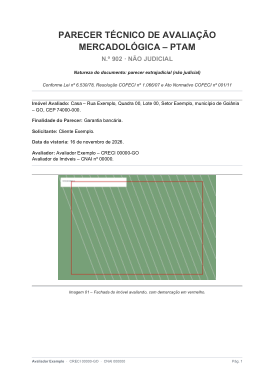 PARECER TÉCNICO DE AVALIAÇÃO
MERCADOLÓGICA – PTAM
N.º 902 · NÃO JUDICIAL
Natureza do documento: parecer extrajudicial (não judicial)
Conforme Lei nº 6.530/78, Resolução COFECI nº 1.066/07 e Ato Normativo COFECI nº 001/11
Imóvel Avaliado: Casa – Rua Exemplo, Quadra 00, Lote 00, Setor Exemplo, município de Goiânia
– GO, CEP 74000-000.
Finalidade do Parecer: Garantia bancária.
Solicitante: Cliente Exemplo.
Data da vistoria: 16 de novembro de 2026.
Avaliador: Avaliador Exemplo – CRECI 00000-GO
Avaliador de Imóveis – CNAI nº 00000.
Imagem 01 – Fachada do imóvel avaliando, com demarcação em vermelho.
Avaliador Exemplo · CRECI 00000-GO ·
Pág. 1